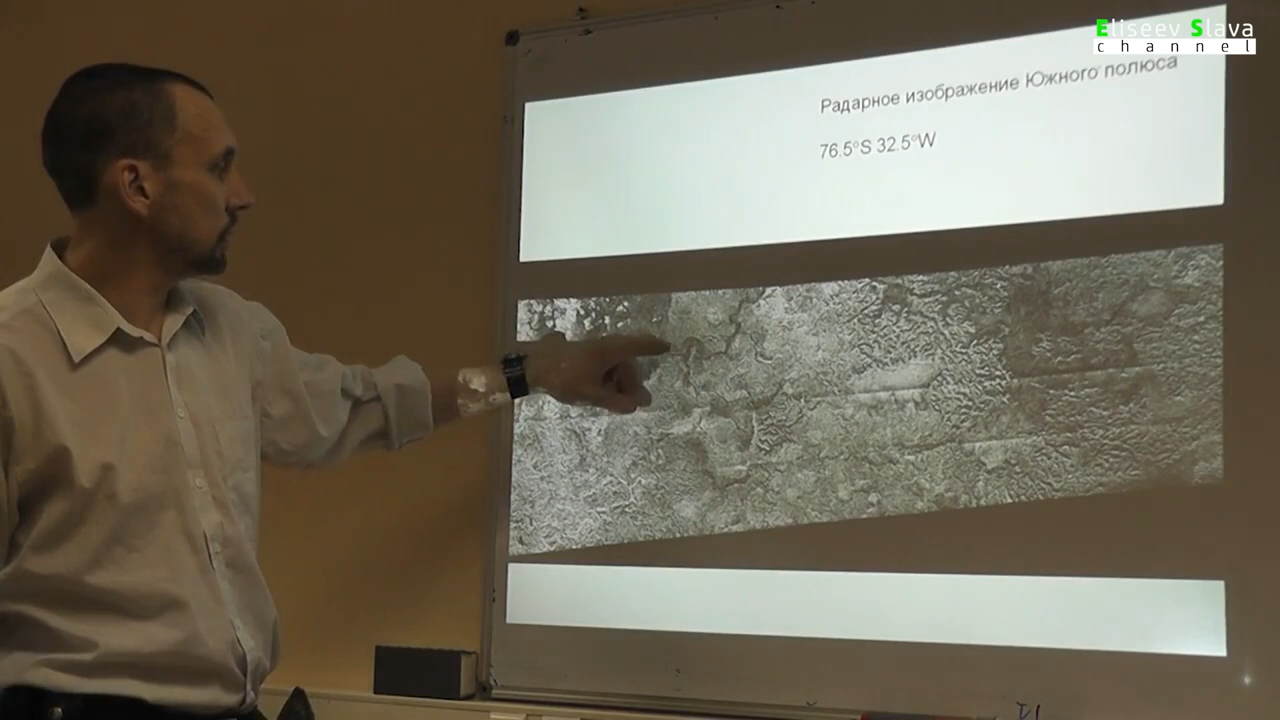 Eliseev Slava
channel
Радарное изображение Южного полюса
76.5°S 32.5°W